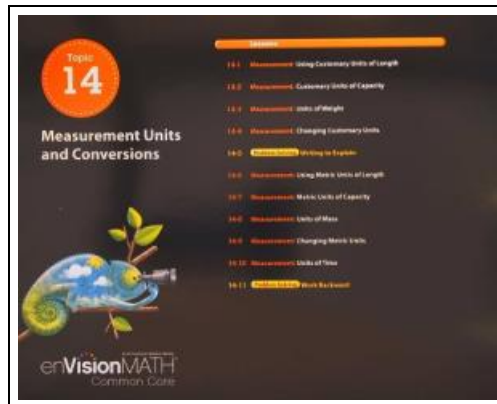 Topic
14
Measurement Units
and Conversions
Lessons
14-1 Measurement: Using Customary Units of Length
14-2 Measurement: Customary Units of Capacity
14-3 Measurement: Units of Weight
14-4 Measurement: Changing Customary Units
14-5 Problem Solving Writing to Explain
14-6 Measurement: Using Metric Units of Length
14-7 Measurement: Metric Units of Capacity
14-8 Measurement: Units of Mass
14-9 Measurement: Changing Metric Units
14-10 Measurement: Units of Time
14-11 Problem Solving Work Backward
enVisionMATH
Common Core